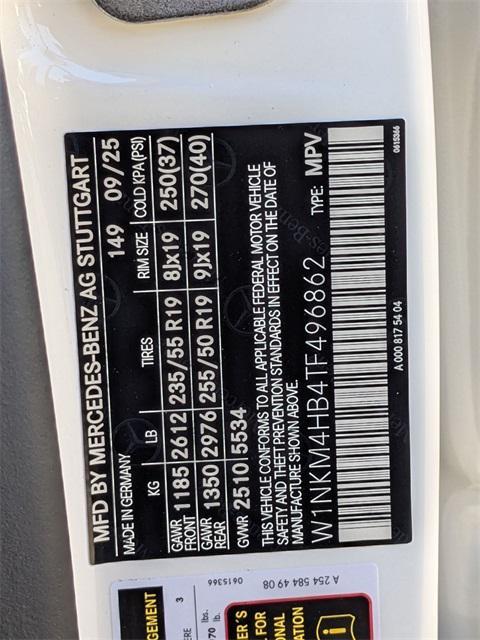 MFD BY MERCEDES-BENZ AG STUTTGART
MADE IN GERMANY 149 09/25
KG LB TIRES RIM SIZE COLD KPA(PSI)
GAWR FRONT 1185 2612 235/55 R19 8Jx19 250(37)
GAWR REAR 1350 2976 255/50 R19 9Jx19 270(40)
GVWR 2510 5534
THIS VEHICLE CONFORMS TO ALL APPLICABLE FEDERAL MOTOR VEHICLE
SAFETY AND THEFT PREVENTION STANDARDS IN EFFECT ON THE DATE OF
MANUFACTURE SHOWN ABOVE.
W1NKM4HB4TF496862 TYPE: MPV
A 000 817 54 04 0615366
0615366
A 254 584 49 08
3
lbs.
lb.